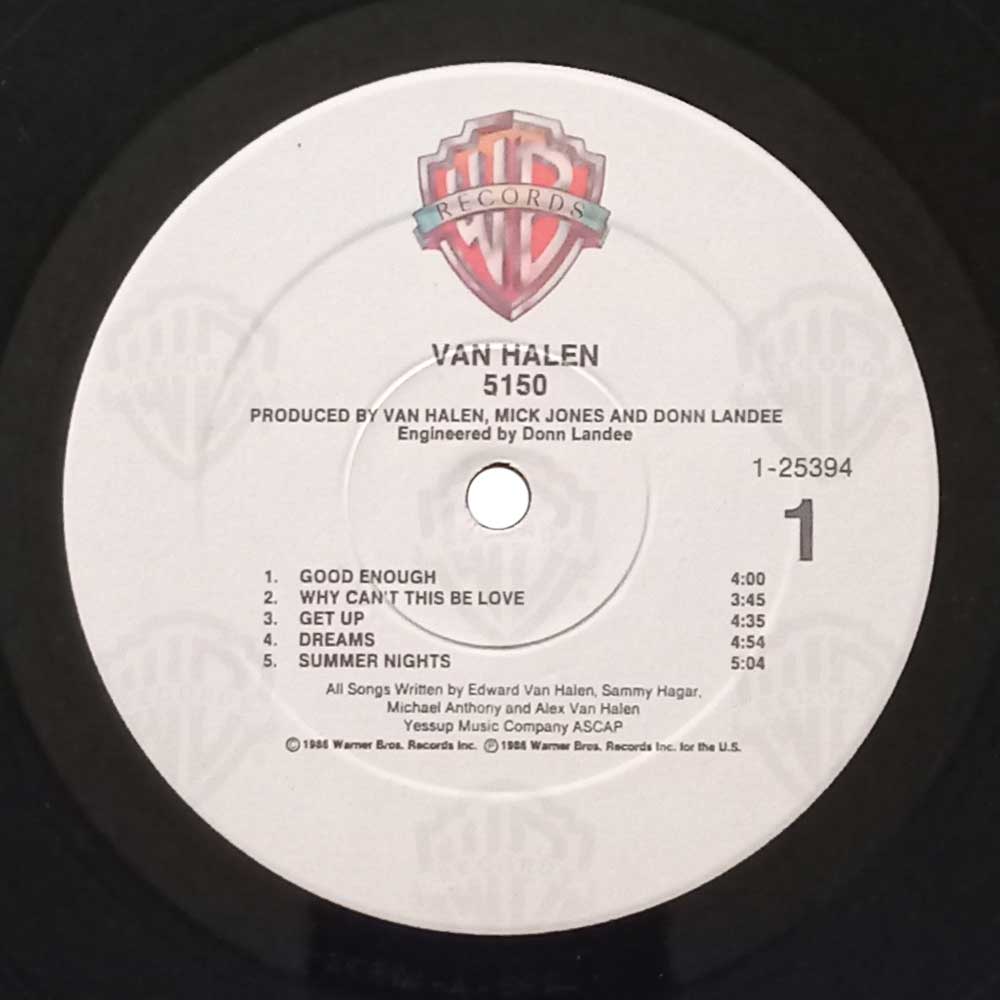 WB
RECORDS
VAN HALEN
5150
PRODUCED BY VAN HALEN, MICK JONES AND DONN LANDEE
Engineered by Donn Landee
1-25394
1
1. GOOD ENOUGH 4:00
2. WHY CAN'T THIS BE LOVE 3:45
3. GET UP 4:35
4. DREAMS 4:54
5. SUMMER NIGHTS 5:04
All Songs Written by Edward Van Halen, Sammy Hagar,
Michael Anthony and Alex Van Halen
Yessup Music Company ASCAP
©1986 Warner Bros. Records Inc. ℗1986 Warner Bros. Records Inc. for the U.S.